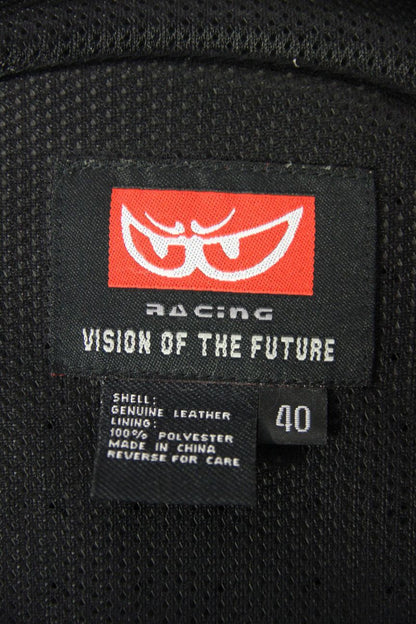 RACING
VISION OF THE FUTURE
SHELL:
GENUINE LEATHER
LINING:
100% POLYESTER
MADE IN CHINA
REVERSE FOR CARE
40